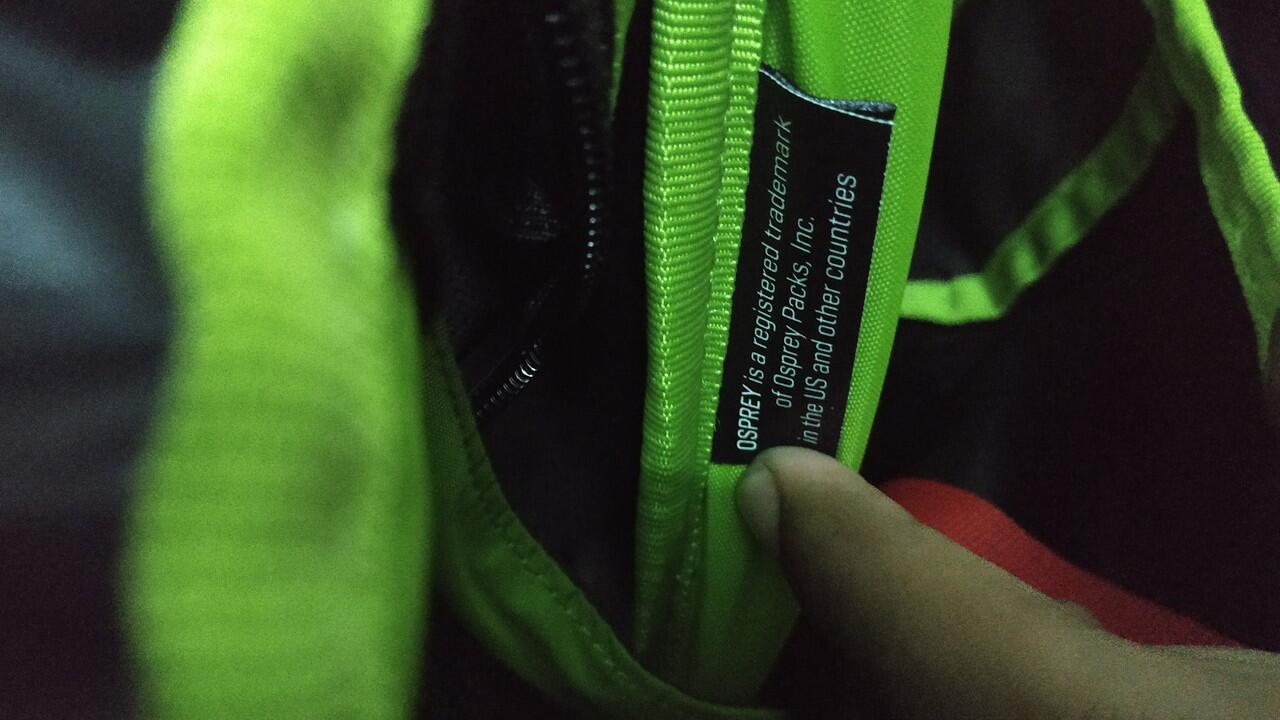 OSPREY is a registered trademark
of Osprey Packs, Inc.
in the US and other countries